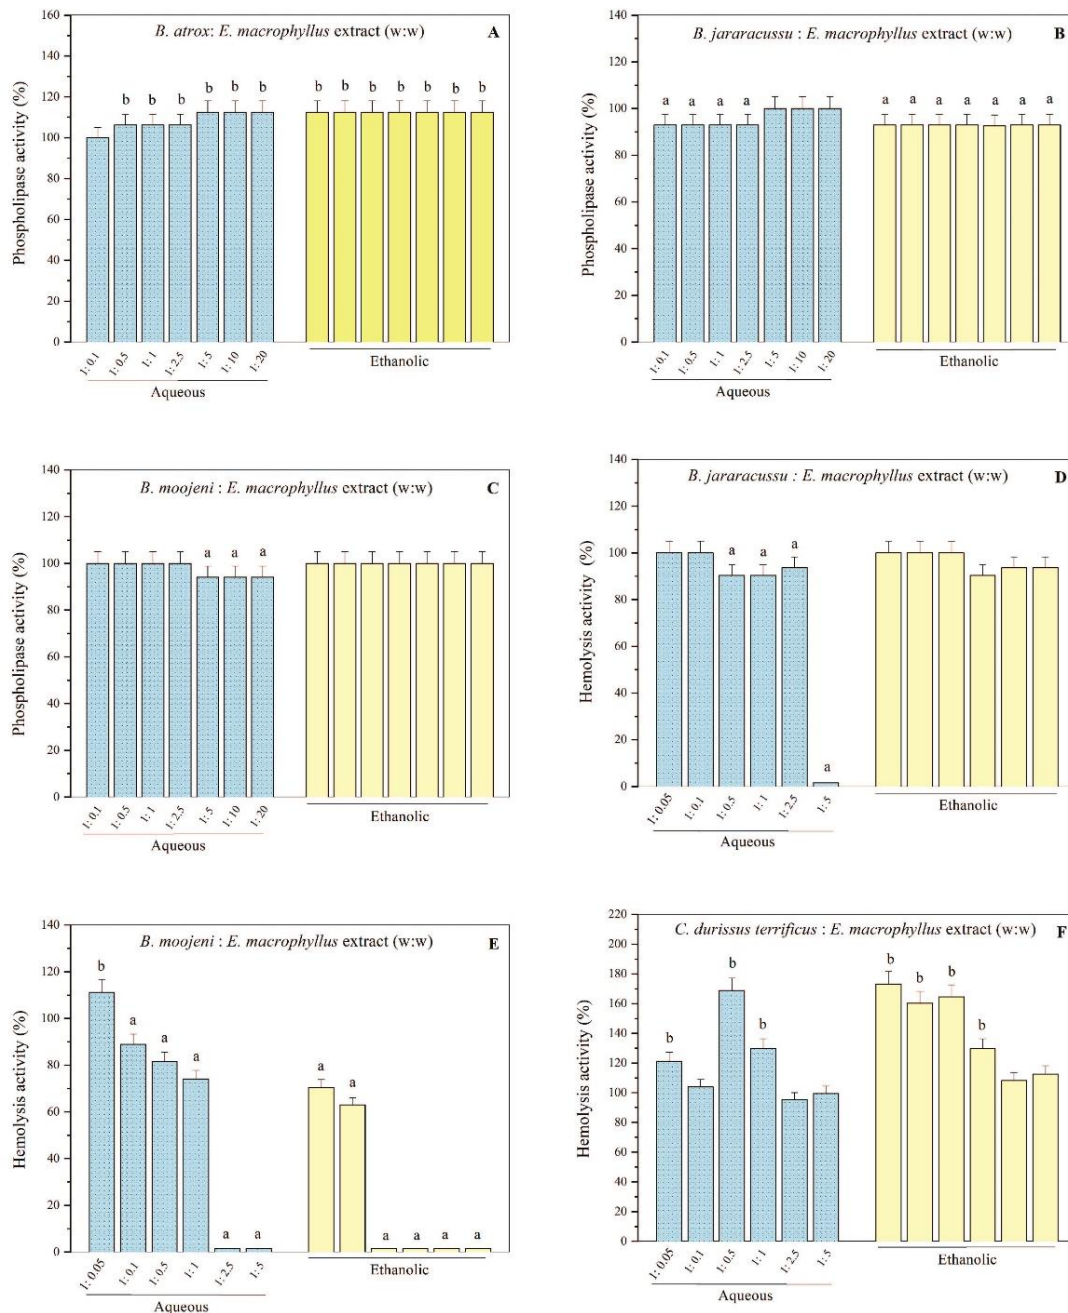 B. atrox: E. macrophyllus extract (w:w) A
Phospholipase activity (%)
160
140
120
100
80
60
40
20
0
b b b b b b b b b b b b b
1: 0.1 1: 0.5 1: 1 1: 2.5 1: 5 1: 10 1: 20
Aqueous
Ethanolic
B. jararacussu : E. macrophyllus extract (w:w) B
Phospholipase activity (%)
140
120
100
80
60
40
20
0
a a a a a a a a a a a
1: 0.1 1: 0.5 1: 1 1: 2.5 1: 5 1: 10 1: 20
Aqueous
Ethanolic
B. moojeni : E. macrophyllus extract (w:w) C
Phospholipase activity (%)
140
120
100
80
60
40
20
0
a a a
1: 0.1 1: 0.5 1: 1 1: 2.5 1: 5 1: 10 1: 20
Aqueous
Ethanolic
B. jararacussu : E. macrophyllus extract (w:w) D
Hemolysis activity (%)
140
120
100
80
60
40
20
0
a a a a
1: 0.05 1: 0.1 1: 0.5 1: 1 1: 2.5 1: 5
Aqueous
Ethanolic
B. moojeni : E. macrophyllus extract (w:w) E
Hemolysis activity (%)
140
120
100
80
60
40
20
0
b a a a a a a a a a a a
1: 0.05 1: 0.1 1: 0.5 1: 1 1: 2.5 1: 5
Aqueous
Ethanolic
C. durissus terrificus : E. macrophyllus extract (w:w) F
Hemolysis activity (%)
220
200
180
160
140
120
100
80
60
40
20
0
b b b b b b b
1: 0.05 1: 0.1 1: 0.5 1: 1 1: 2.5 1: 5
Aqueous
Ethanolic